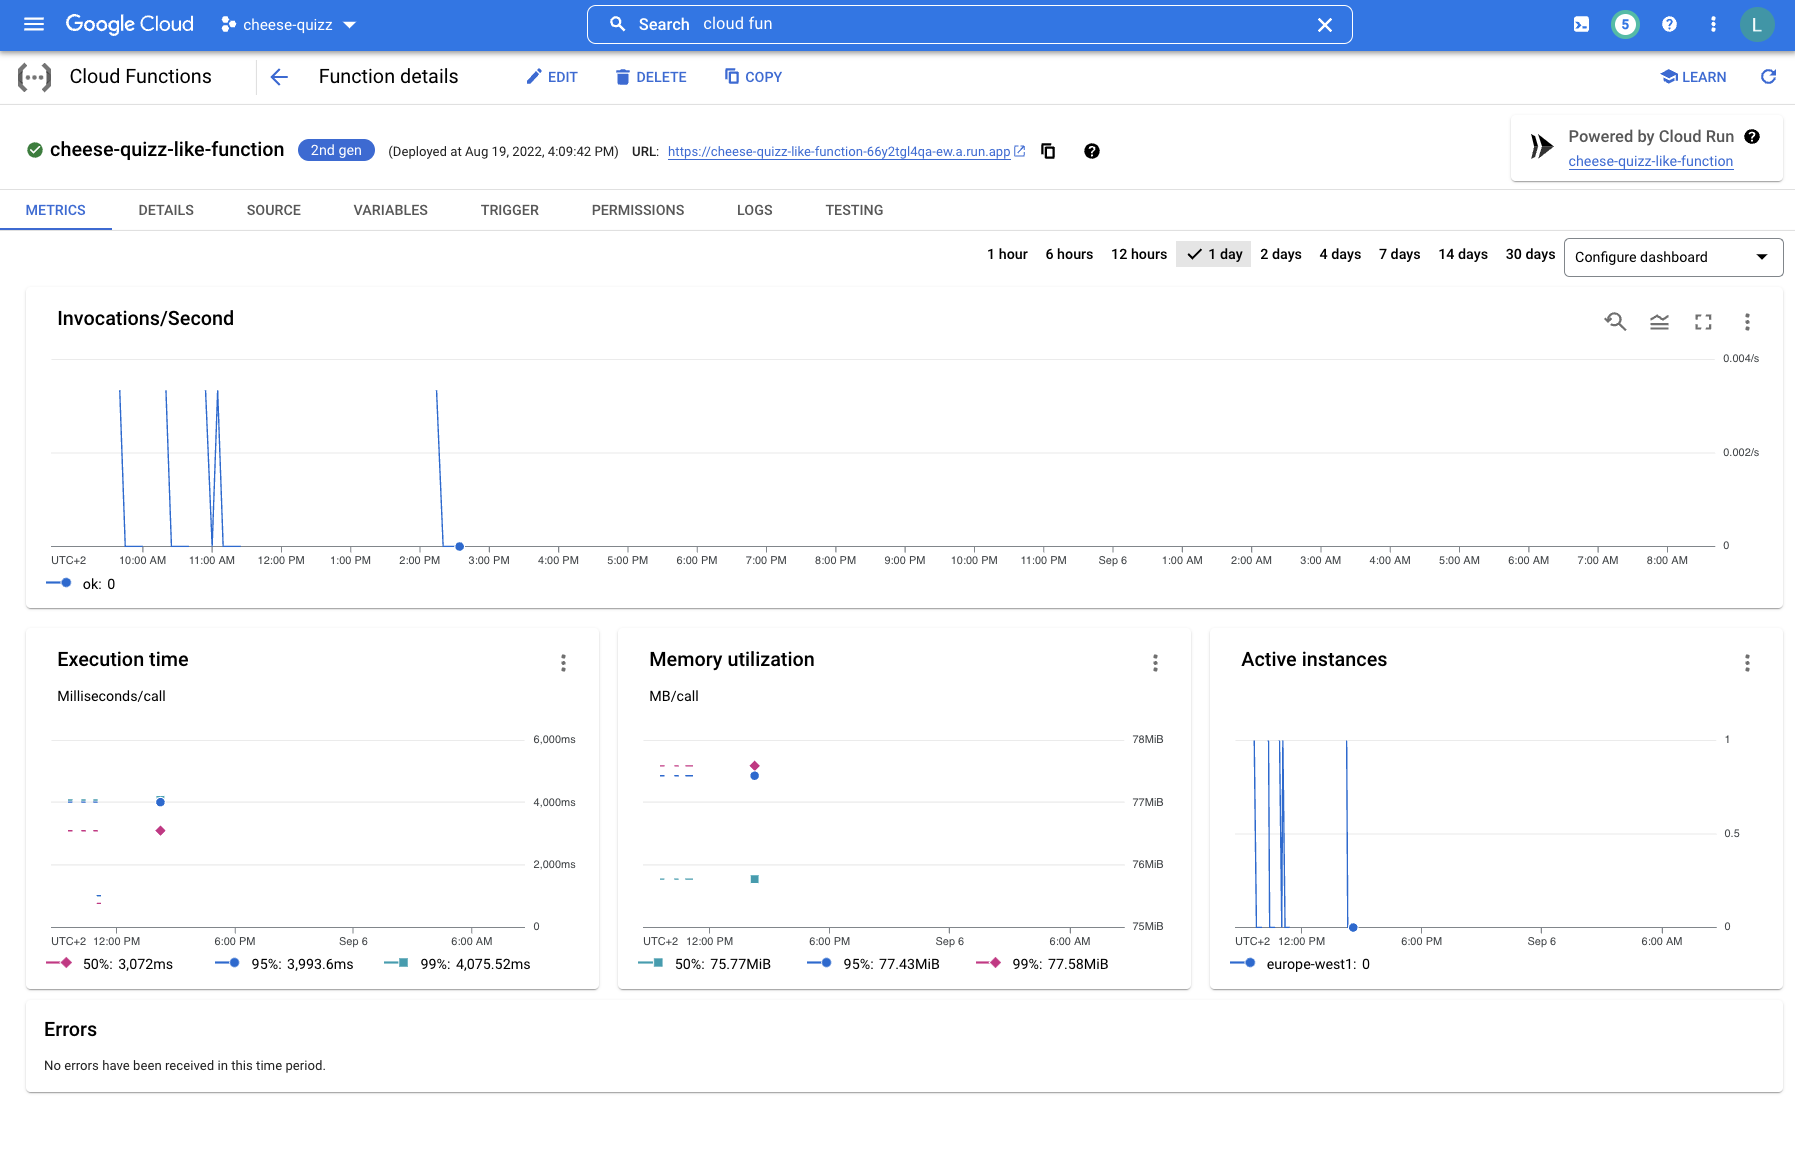 Google Cloud cheese-quizz Search cloud fun 5 L
Cloud Functions Function details EDIT DELETE COPY LEARN
cheese-quizz-like-function 2nd gen (Deployed at Aug 19, 2022, 4:09:42 PM) URL: https://cheese-quizz-like-function-66y2tgl4qa-ew.a.run.app
Powered by Cloud Run
cheese-quizz-like-function
METRICS DETAILS SOURCE VARIABLES TRIGGER PERMISSIONS LOGS TESTING
1 hour 6 hours 12 hours 1 day 2 days 4 days 7 days 14 days 30 days Configure dashboard
Invocations/Second
0.004/s
0.002/s
0
UTC+2 10:00 AM 11:00 AM 12:00 PM 1:00 PM 2:00 PM 3:00 PM 4:00 PM 5:00 PM 6:00 PM 7:00 PM 8:00 PM 9:00 PM 10:00 PM 11:00 PM Sep 6 1:00 AM 2:00 AM 3:00 AM 4:00 AM 5:00 AM 6:00 AM 7:00 AM 8:00 AM
ok: 0
Execution time
Milliseconds/call
6,000ms
4,000ms
2,000ms
0
UTC+2 12:00 PM 6:00 PM Sep 6 6:00 AM
50%: 3,072ms 95%: 3,993.6ms 99%: 4,075.52ms
Memory utilization
MB/call
78MiB
77MiB
76MiB
75MiB
UTC+2 12:00 PM 6:00 PM Sep 6 6:00 AM
50%: 75.77MiB 95%: 77.43MiB 99%: 77.58MiB
Active instances
1
0.5
0
UTC+2 12:00 PM 6:00 PM Sep 6 6:00 AM
europe-west1: 0
Errors
No errors have been received in this time period.